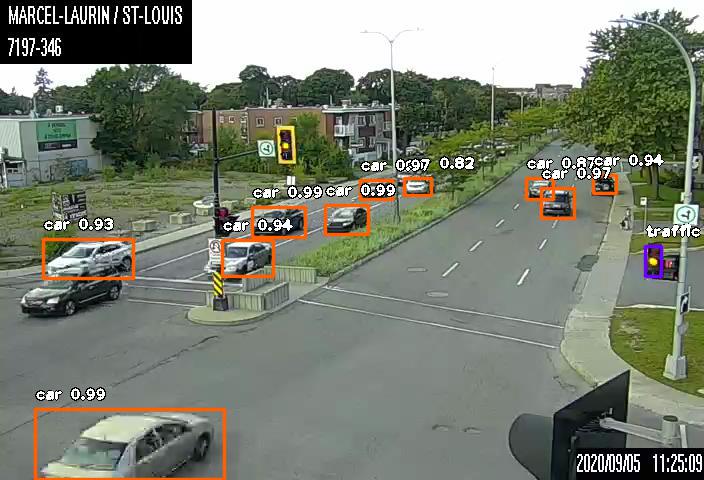 MARCEL-LAURIN / ST-LOUIS
7197-346
car 0.97
0.82
car 0.87
car 0.94
car 0.97
car 0.99
car 0.99
car 0.93
car 0.94
traffic
car 0.99
2020/09/05 11:25:09